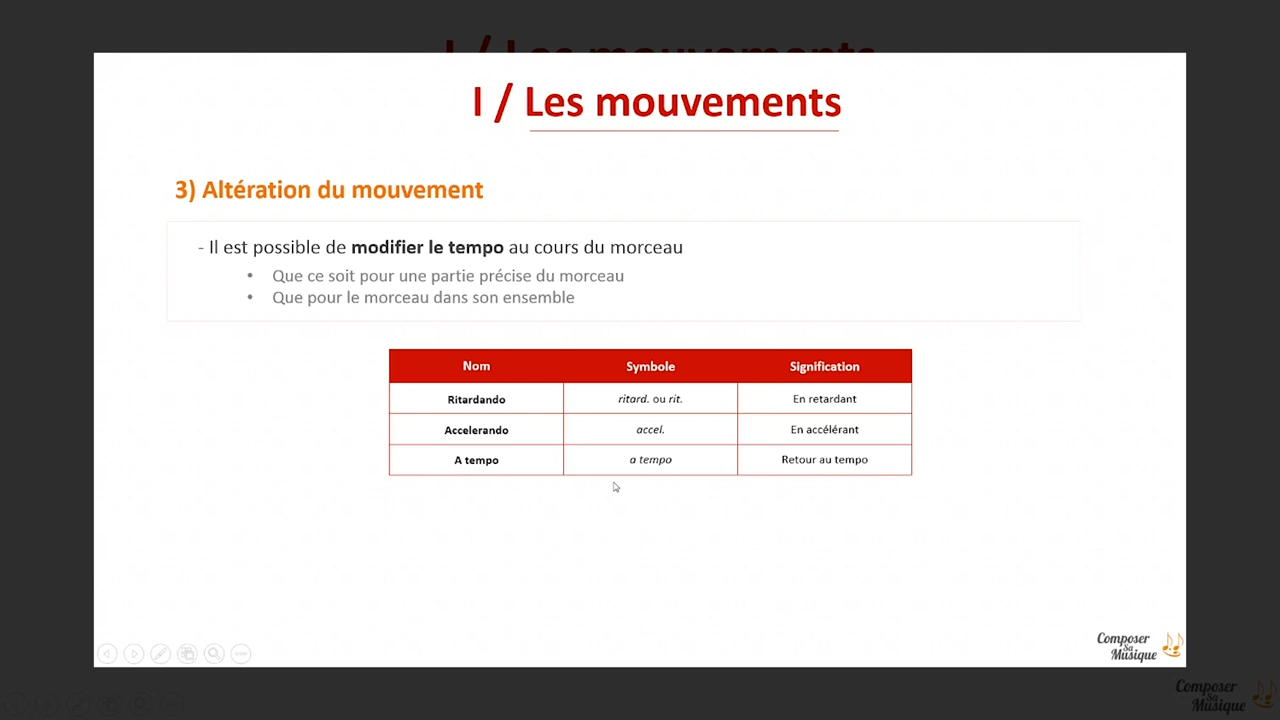 I / Les mouvements
3) Altération du mouvement
- Il est possible de modifier le tempo au cours du morceau
• Que ce soit pour une partie précise du morceau
• Que pour le morceau dans son ensemble
Nom Symbole Signification
Ritardando ritard. ou rit. En retardant
Accelerando accel. En accélérant
A tempo a tempo Retour au tempo
Composer
Sa
Musique
Composer
Sa
Musique